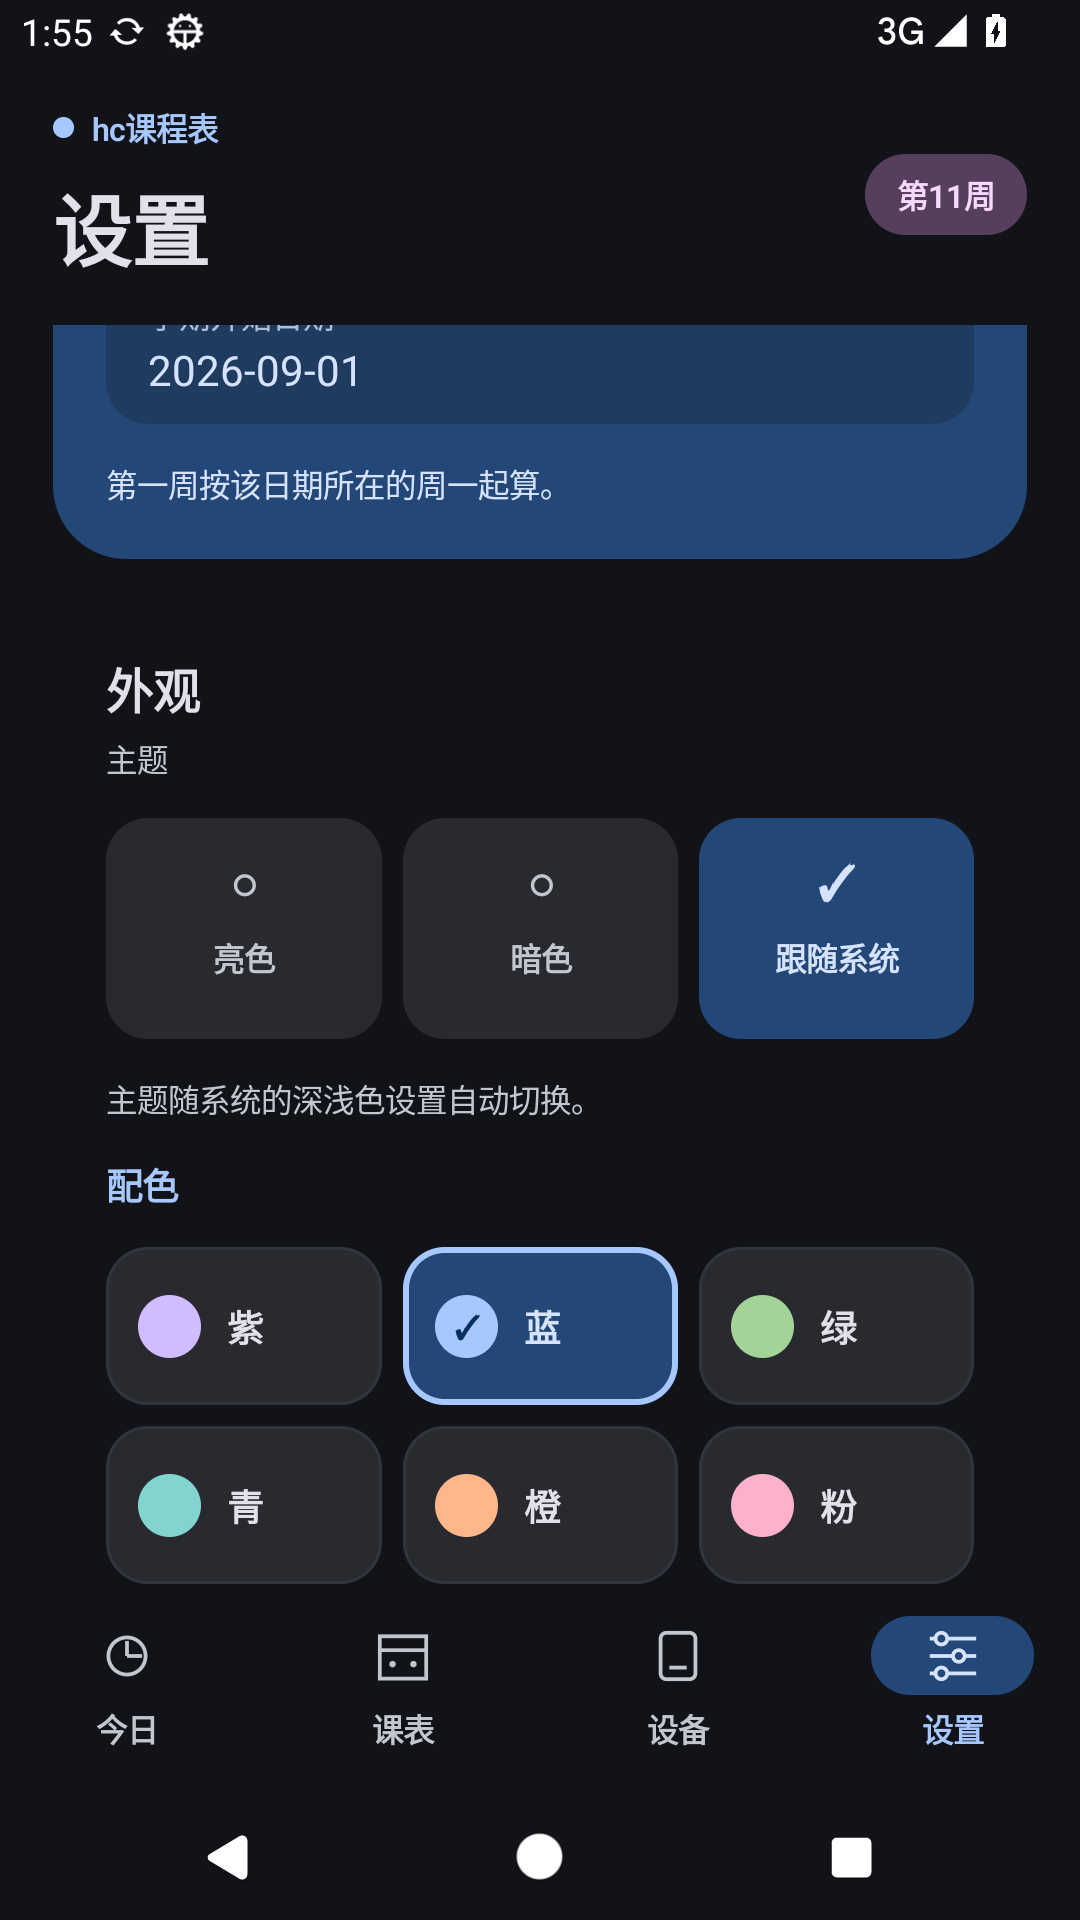 1:55
3G
hc课程表
设置
第11周
2026-09-01
第一周按该日期所在的周一起算。
外观
主题
亮色
暗色
跟随系统
主题随系统的深浅色设置自动切换。
配色
紫
蓝
绿
青
橙
粉
今日
课表
设备
设置